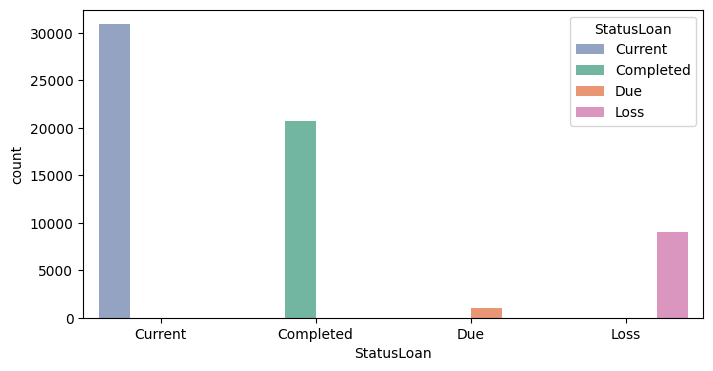 30000
25000
20000
15000
10000
5000
0
count
Current
Completed
Due
Loss
StatusLoan
StatusLoan
Current
Completed
Due
Loss